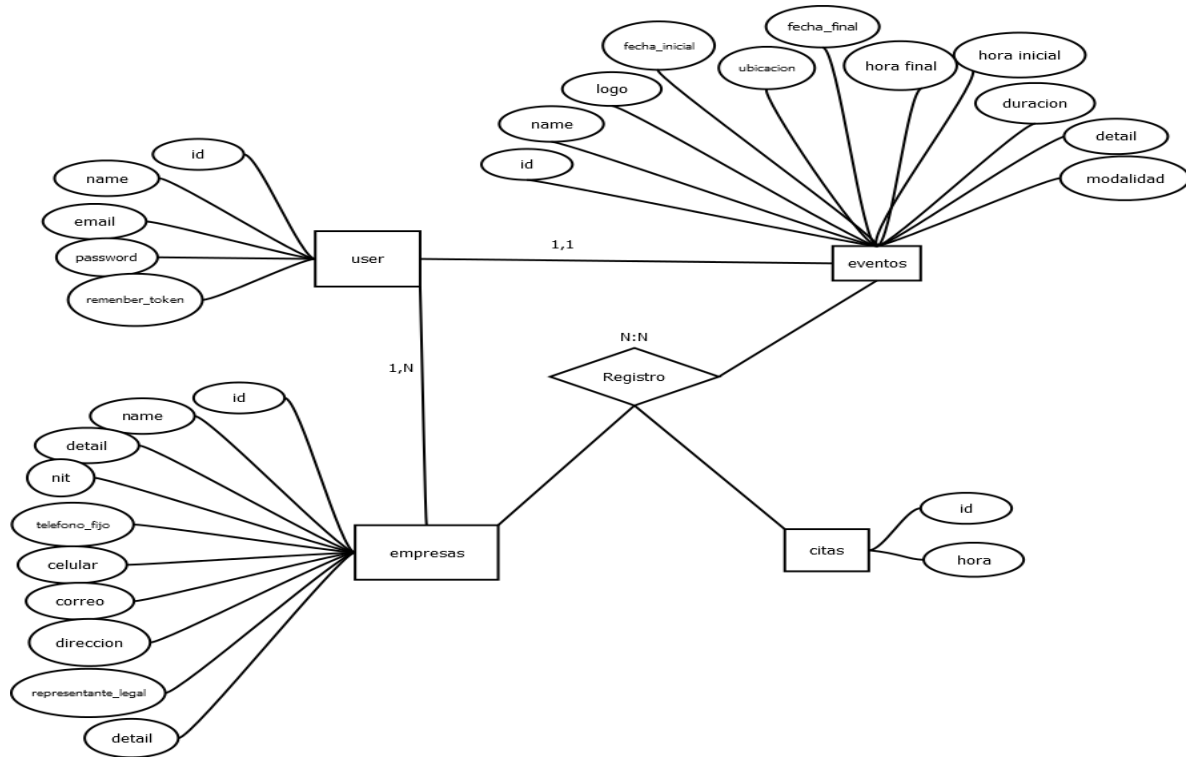 fecha_final
fecha_inicial
hora inicial
ubicacion
hora final
logo
duracion
name
detail
id
modalidad
id
name
email
password
remenber_token
user
1,1
eventos
N:N
1,N
Registro
id
name
detail
nit
telefono_fijo
celular
correo
direccion
representante_legal
detail
empresas
citas
id
hora